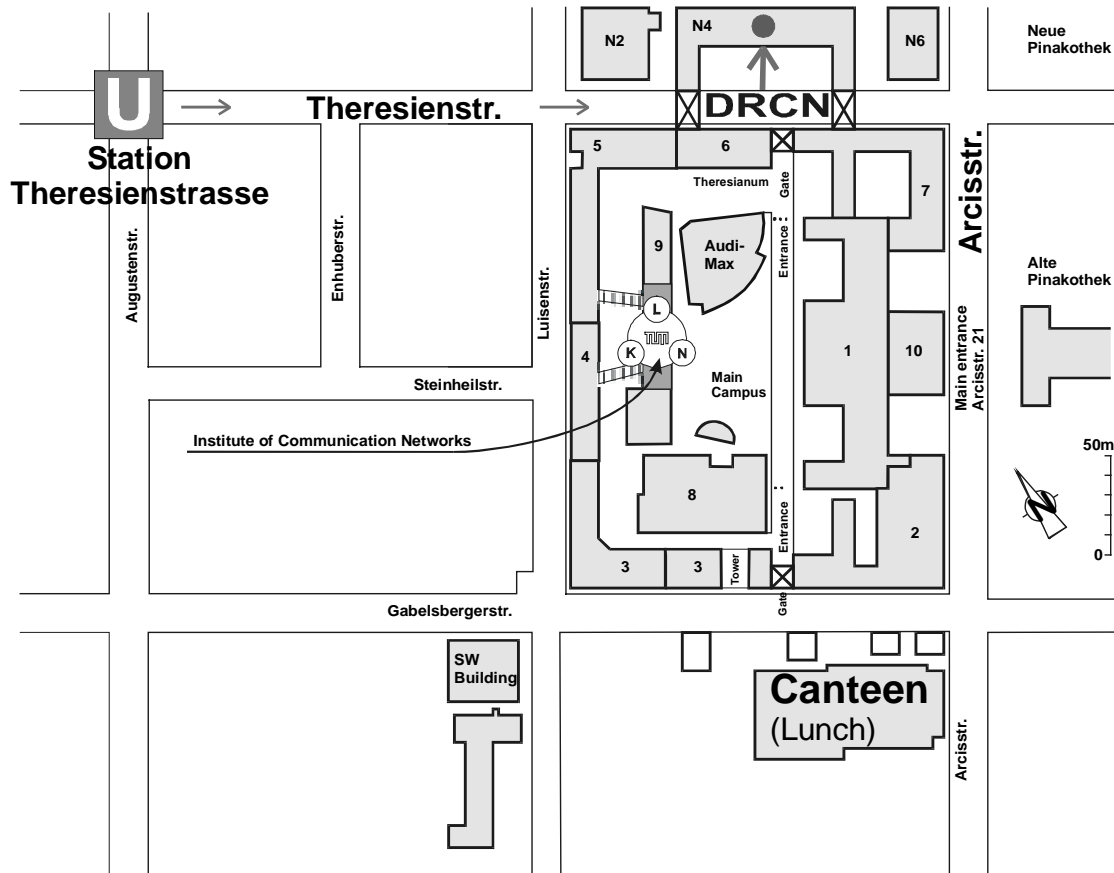 N2
N4
N6
Neue
Pinakothek
U
Theresienstr.
DRCN
Station
Theresienstrasse
5
6
Theresianum
Gate
7
Arcisstr.
Augustenstr.
Enhuberstr.
Luisenstr.
9
Audi-
Max
Entrance
Alte
Pinakothek
L
TUM
K
N
4
1
10
Main entrance
Arcisstr. 21
Steinheilstr.
Main
Campus
Institute of Communication Networks
50m
8
N
0
Entrance
2
3
3
Tower
Gate
Gabelsbergerstr.
SW
Building
Canteen
(Lunch)
Arcisstr.